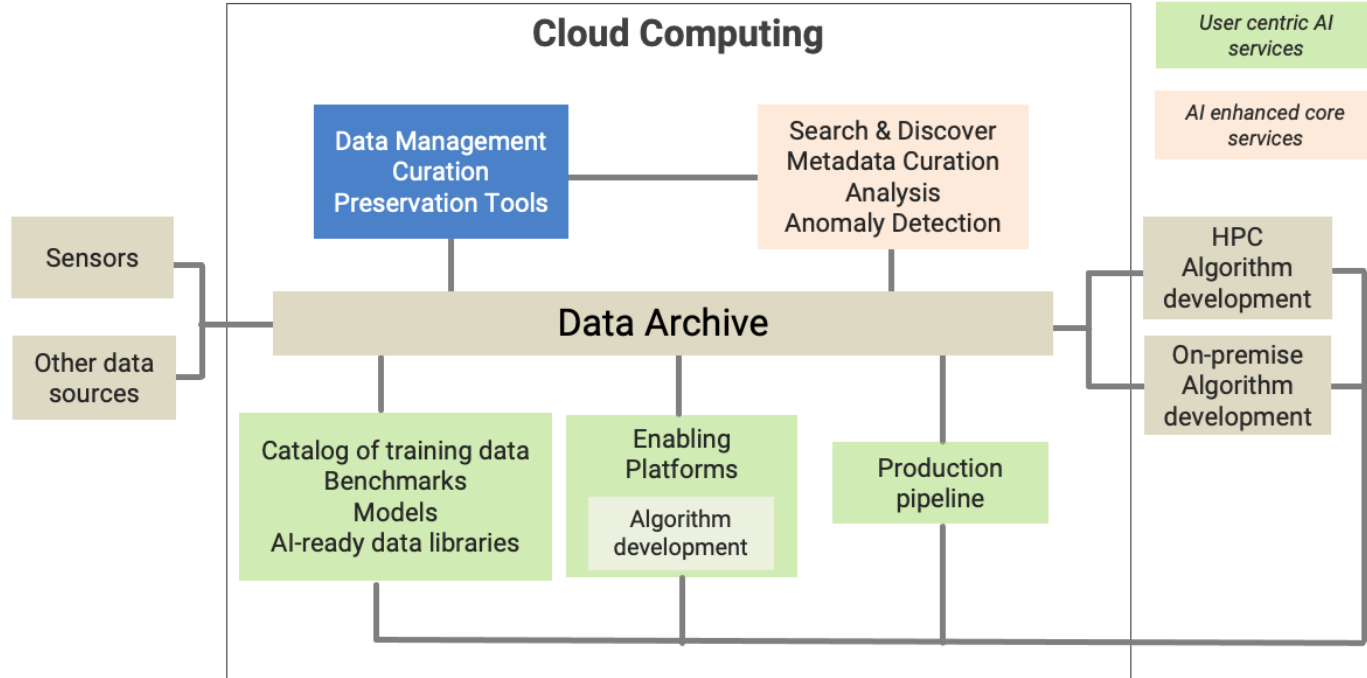 Cloud Computing
User centric AI
services
AI enhanced core
services
Data Management
Curation
Preservation Tools
Search & Discover
Metadata Curation
Analysis
Anomaly Detection
Sensors
Other data
sources
Data Archive
HPC
Algorithm
development
On-premise
Algorithm
development
Catalog of training data
Benchmarks
Models
AI-ready data libraries
Enabling
Platforms
Algorithm
development
Production
pipeline